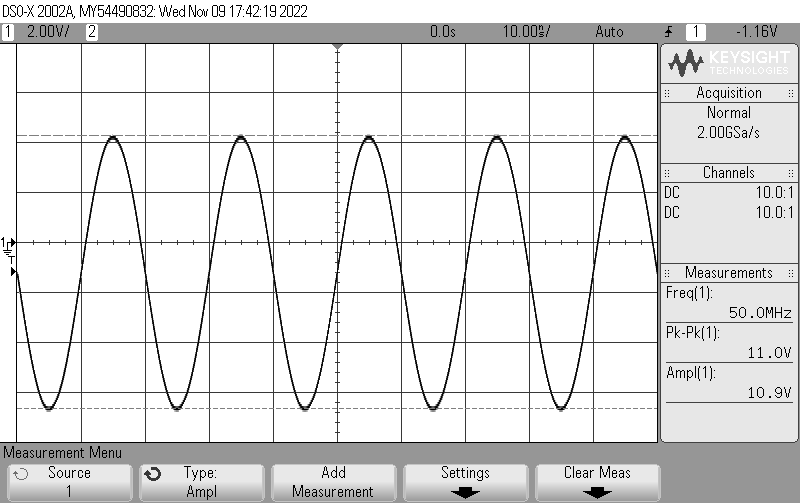 DSO-X 2002A, MY54490832: Wed Nov 09 17:42:19 2022
1 2.00V/ 2 0.0s 10.00ns/ Auto 1 -1.16V
KEYSIGHT
TECHNOLOGIES
Acquisition
Normal
2.00GSa/s
Channels
DC 10.0:1
DC 10.0:1
1
T
Measurements
Freq(1):
50.0MHz
Pk-Pk(1):
11.0V
Ampl(1):
10.9V
Measurement Menu
Source
1
Type:
Ampl
Add
Measurement
Settings
Clear Meas